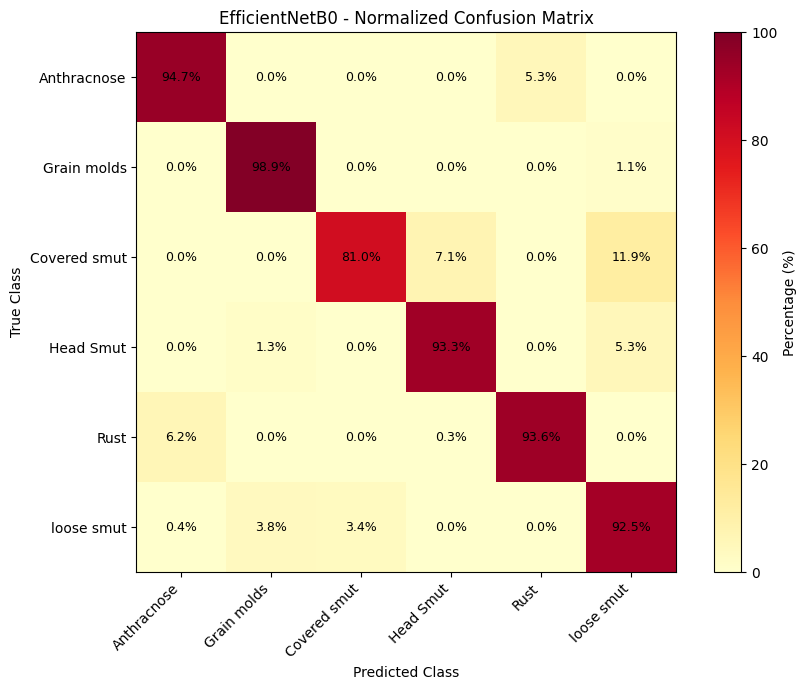 EfficientNetB0 - Normalized Confusion Matrix
True Class
Anthracnose 94.7% 0.0% 0.0% 0.0% 5.3% 0.0%
Grain molds 0.0% 98.9% 0.0% 0.0% 0.0% 1.1%
Covered smut 0.0% 0.0% 81.0% 7.1% 0.0% 11.9%
Head Smut 0.0% 1.3% 0.0% 93.3% 0.0% 5.3%
Rust 6.2% 0.0% 0.0% 0.3% 93.6% 0.0%
loose smut 0.4% 3.8% 3.4% 0.0% 0.0% 92.5%
Anthracnose Grain molds Covered smut Head Smut Rust loose smut
Predicted Class
100
80
60
40
20
0
Percentage (%)